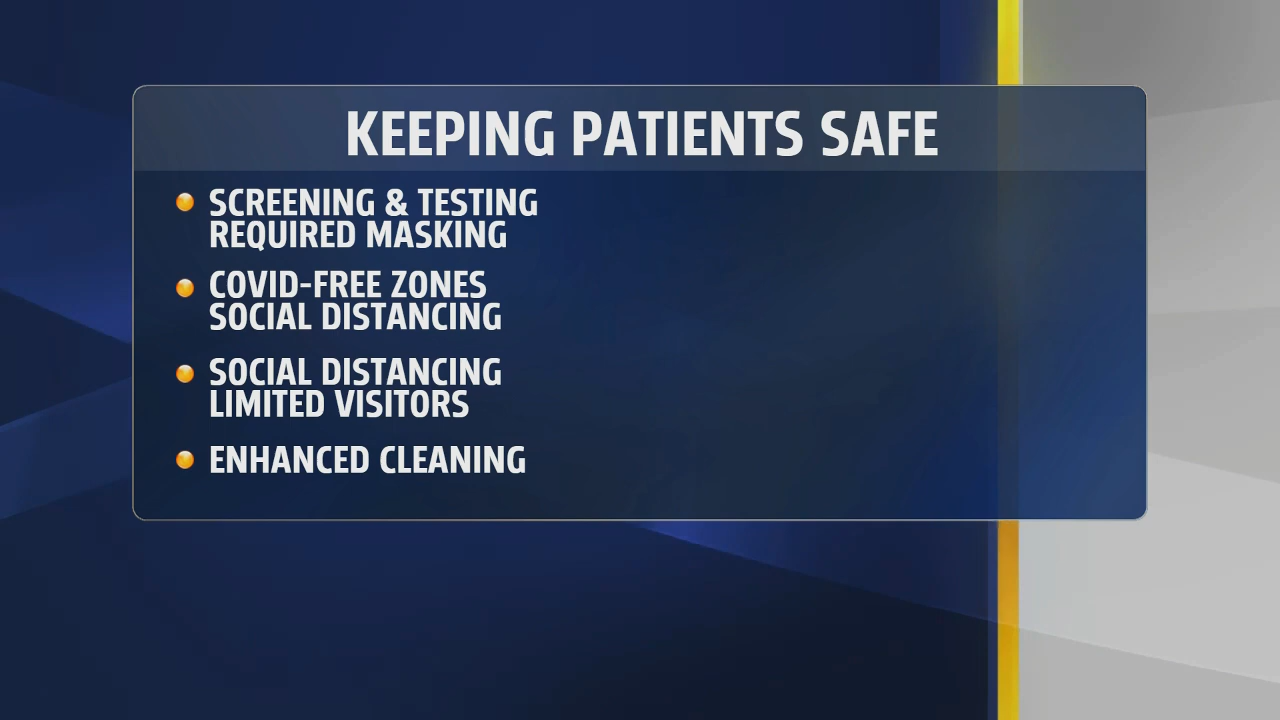 KEEPING PATIENTS SAFE
SCREENING & TESTING
REQUIRED MASKING
COVID-FREE ZONES
SOCIAL DISTANCING
SOCIAL DISTANCING
LIMITED VISITORS
ENHANCED CLEANING